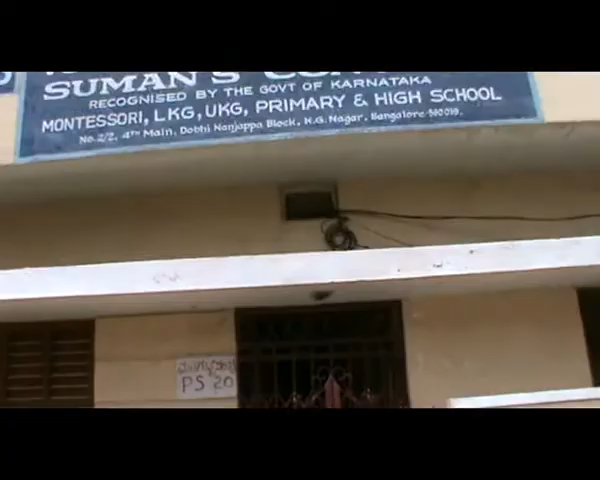 SUMAN'S
RECOGNISED BY THE GOVT OF KARNATAKA
MONTESSORI, LKG, UKG, PRIMARY & HIGH SCHOOL
No.2/2, 4TH Main, Dobhi Nanjappa Block, N.G. Nagar, Bangalore-560019.
PS 20